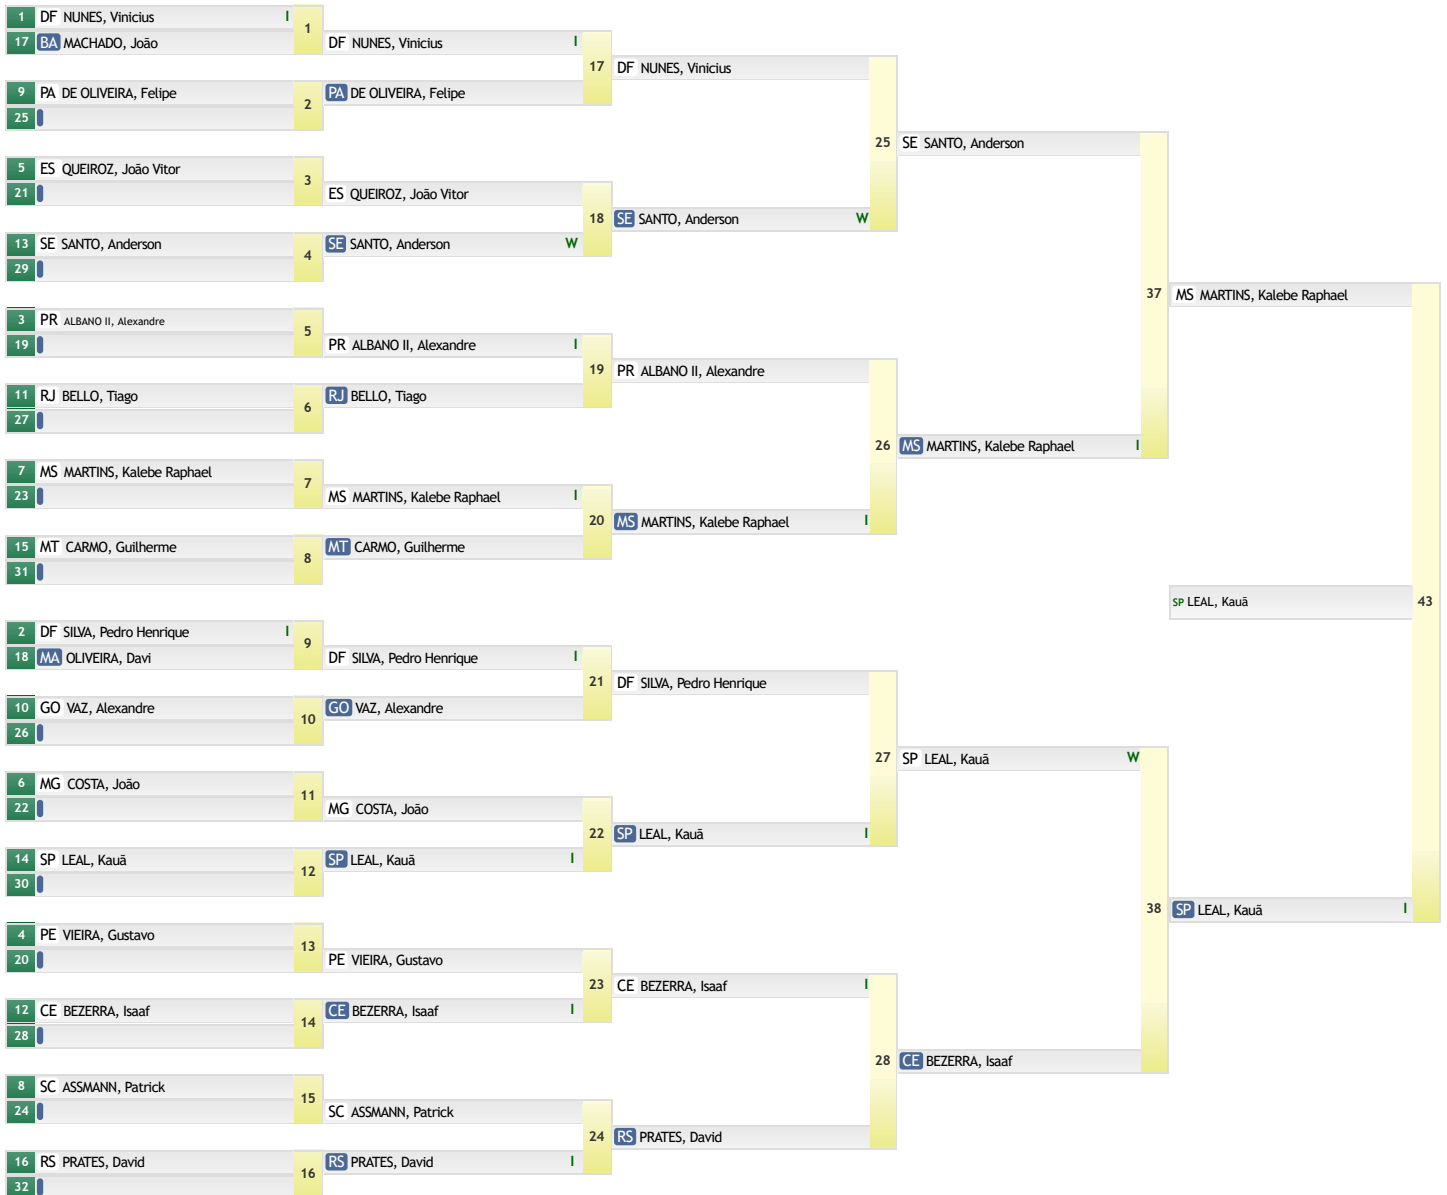 1 DF NUNES, Vinicius I
17 BA MACHADO, João
1
DF NUNES, Vinicius I
9 PA DE OLIVEIRA, Felipe
25
2
PA DE OLIVEIRA, Felipe
17
DF NUNES, Vinicius
5 ES QUEIROZ, João Vitor
21
3
ES QUEIROZ, João Vitor
13 SE SANTO, Anderson
29
4
SE SANTO, Anderson W
18
SE SANTO, Anderson W
25
SE SANTO, Anderson
3 PR ALBANO II, Alexandre
19
5
PR ALBANO II, Alexandre I
11 RJ BELLO, Tiago
27
6
RJ BELLO, Tiago
19
PR ALBANO II, Alexandre
7 MS MARTINS, Kalebe Raphael
23
7
MS MARTINS, Kalebe Raphael I
15 MT CARMO, Guilherme
31
8
MT CARMO, Guilherme
20
MS MARTINS, Kalebe Raphael I
26
MS MARTINS, Kalebe Raphael I
37
MS MARTINS, Kalebe Raphael
SP LEAL, Kauã
43
2 DF SILVA, Pedro Henrique I
18 MA OLIVEIRA, Davi
9
DF SILVA, Pedro Henrique I
10 GO VAZ, Alexandre
26
10
GO VAZ, Alexandre
21
DF SILVA, Pedro Henrique
6 MG COSTA, João
22
11
MG COSTA, João
14 SP LEAL, Kauã
30
12
SP LEAL, Kauã I
22
SP LEAL, Kauã I
27
SP LEAL, Kauã W
4 PE VIEIRA, Gustavo
20
13
PE VIEIRA, Gustavo
12 CE BEZERRA, Isaaf
28
14
CE BEZERRA, Isaaf I
23
CE BEZERRA, Isaaf I
8 SC ASSMANN, Patrick
24
15
SC ASSMANN, Patrick
16 RS PRATES, David
32
16
RS PRATES, David I
24
RS PRATES, David
28
CE BEZERRA, Isaaf
38
SP LEAL, Kauã I